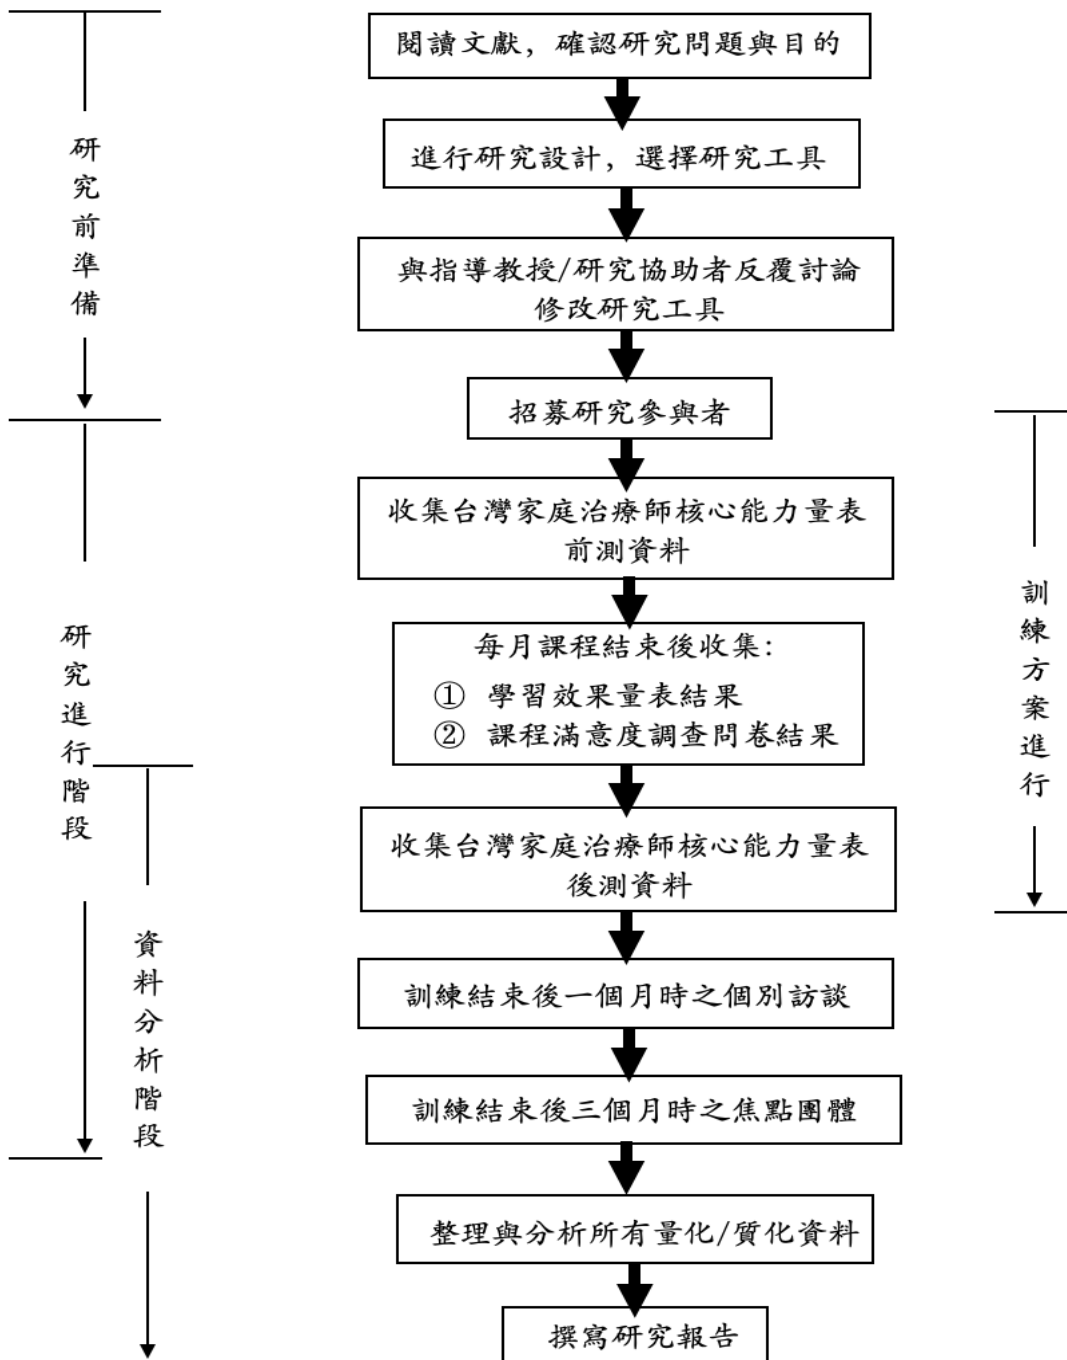 閱讀文獻，確認研究問題與目的
進行研究設計，選擇研究工具
與指導教授/研究協助者反覆討論
修改研究工具
招募研究參與者
收集台灣家庭治療師核心能力量表
前測資料
每月課程結束後收集:
① 學習效果量表結果
② 課程滿意度調查問卷結果
收集台灣家庭治療師核心能力量表
後測資料
訓練結束後一個月時之個別訪談
訓練結束後三個月時之焦點團體
整理與分析所有量化/質化資料
撰寫研究報告
研究前準備
研究進行階段
資料分析階段
訓練方案進行